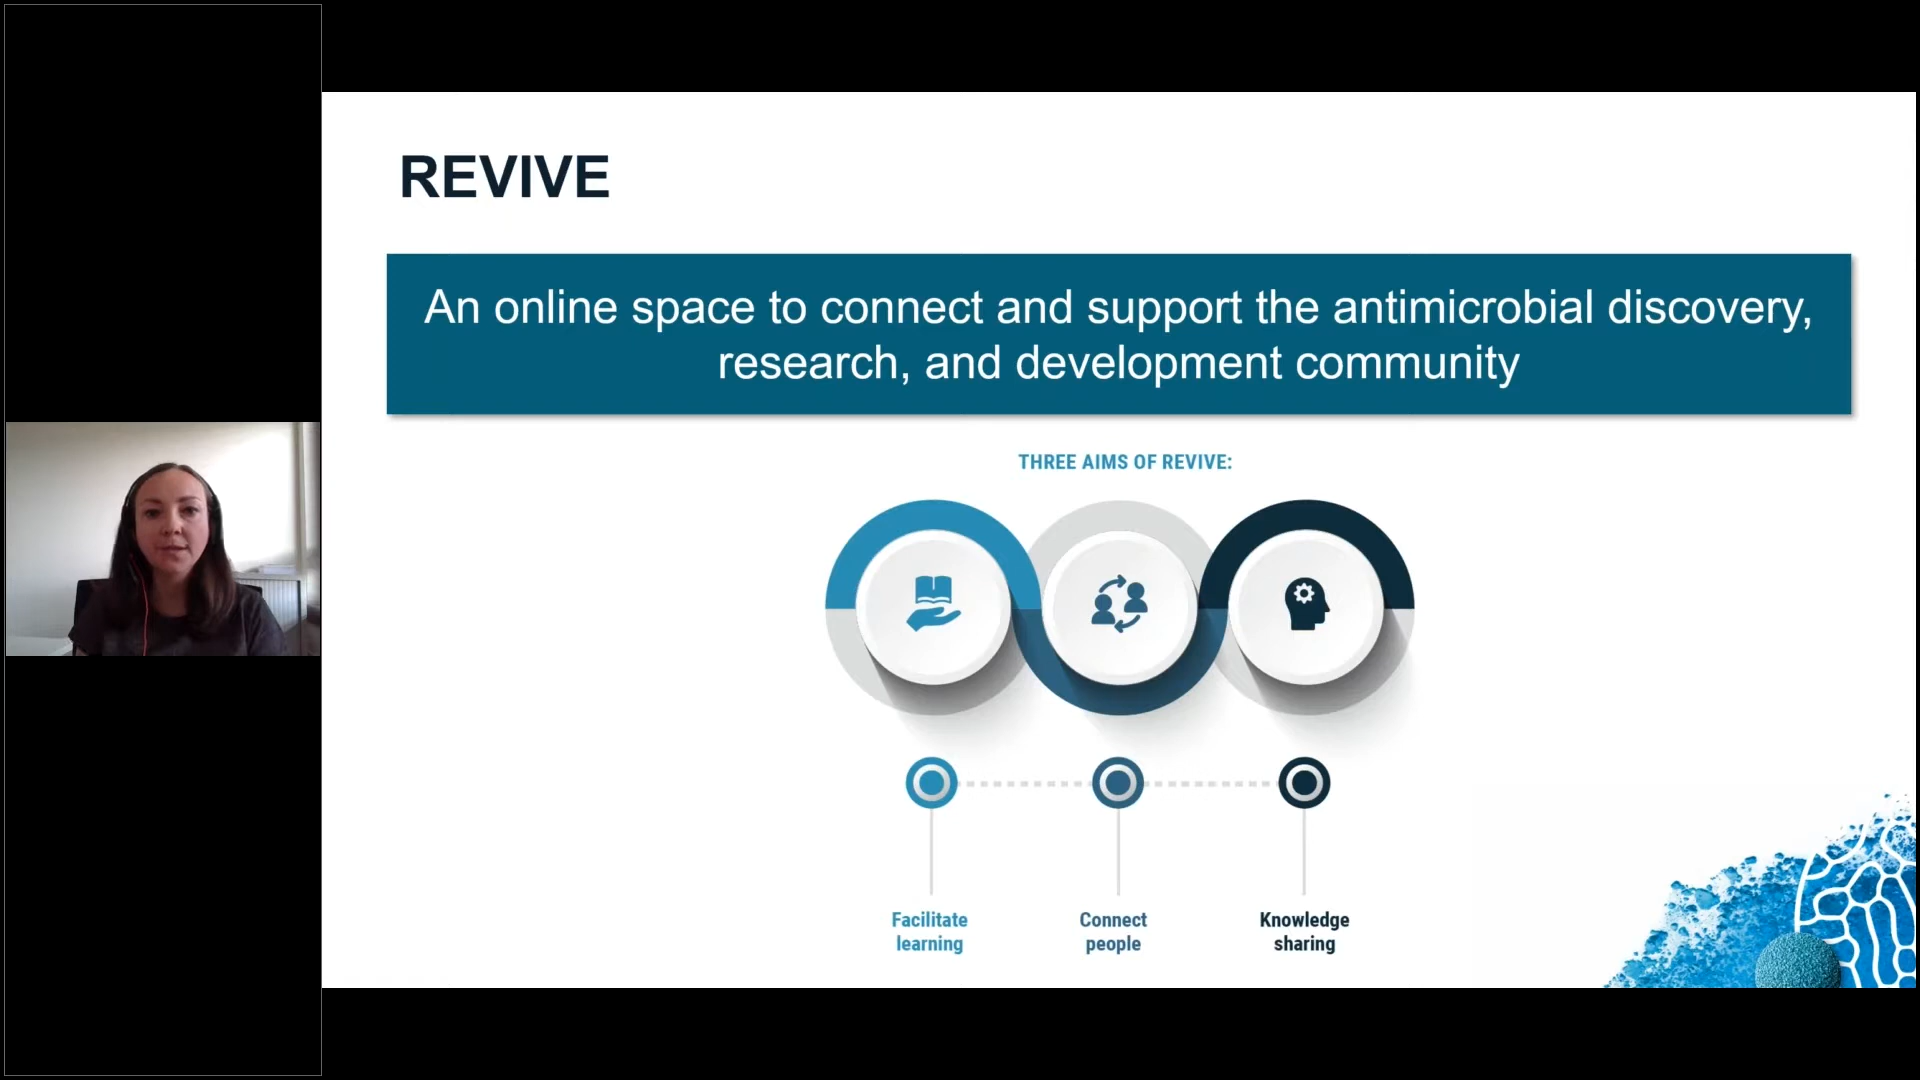 REVIVE
An online space to connect and support the antimicrobial discovery,
research, and development community
THREE AIMS OF REVIVE:
Facilitate
learning
Connect
people
Knowledge
sharing